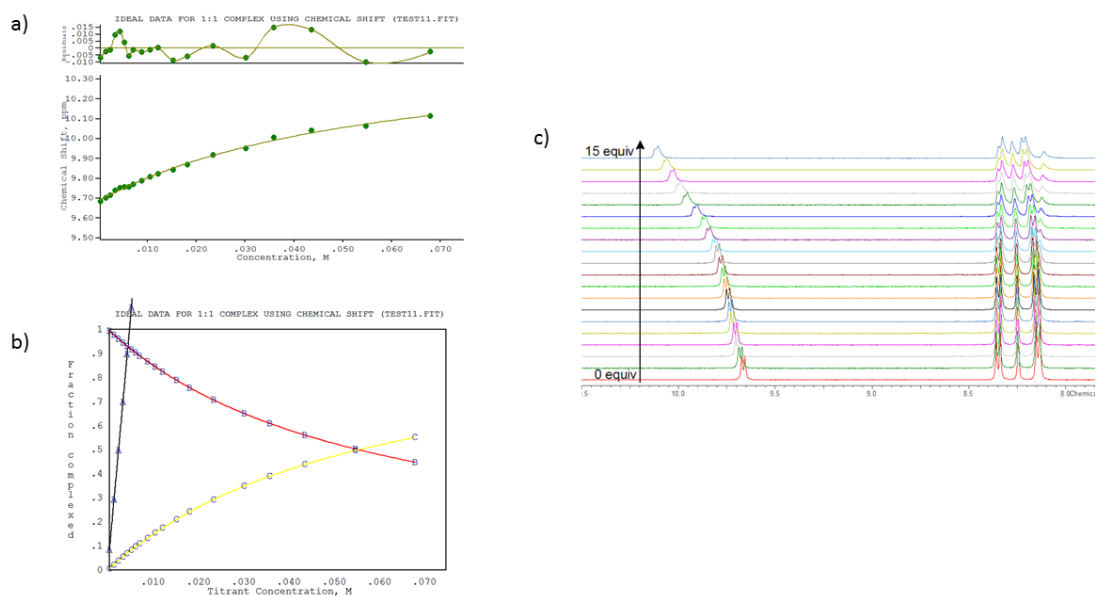 a)
IDEAL DATA FOR 1:1 COMPLEX USING CHEMICAL SHIFT (TEST11.FIT)
Residuals
.015
.010
.005
0
.005
.010
Chemical Shift, ppm
10.30
10.20
10.10
10.00
9.90
9.80
9.70
9.60
9.50
.010 .020 .030 .040 .050 .060 .070
Concentration, M
b)
IDEAL DATA FOR 1:1 COMPLEX USING CHEMICAL SHIFT (TEST11.FIT)
Fraction complexed
1
.9
.8
.7
.6
.5
.4
.3
.2
.1
0
A A A A A
B B B B B B B B B B B B B B B B
C C C C C C C C C C C C C C C C
.010 .020 .030 .040 .050 .060 .070
Titrant Concentration, M
c)
15 equiv
0 equiv
.5 10.0 9.5 9.0 8.5 8.0